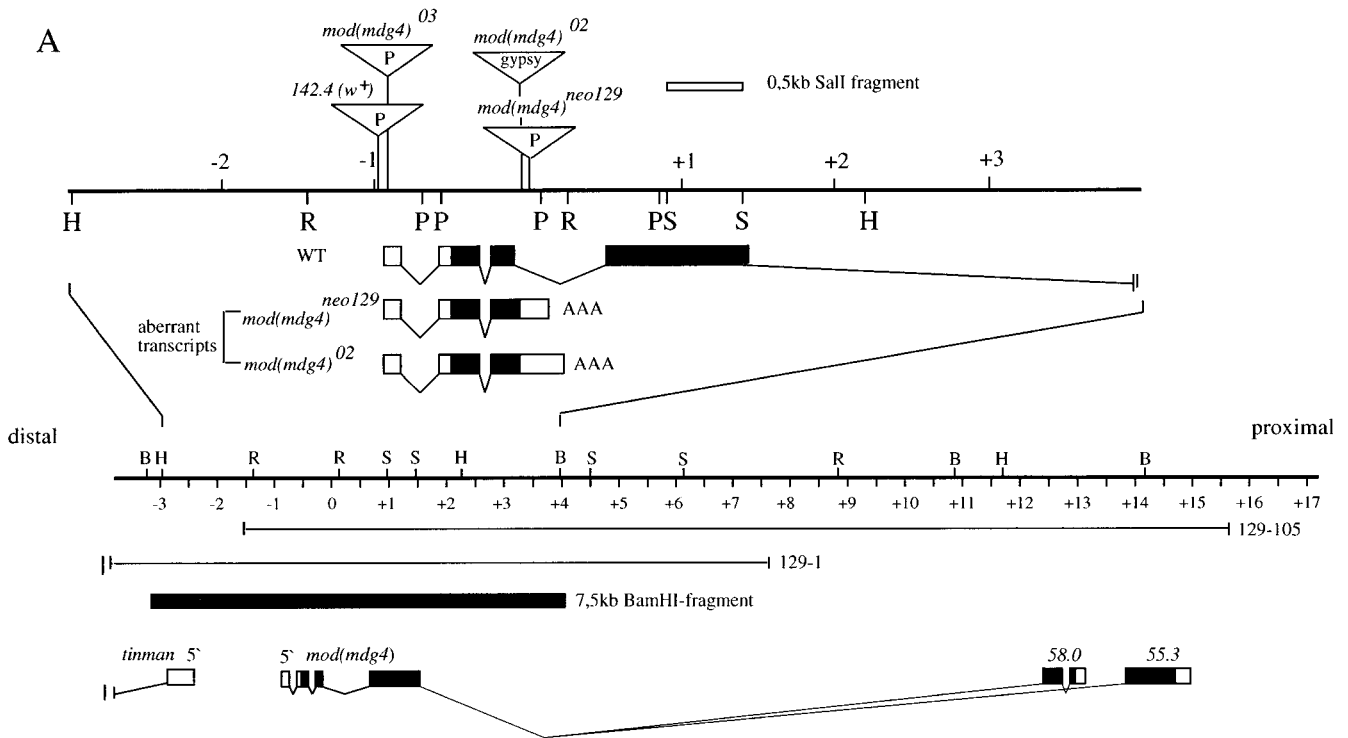 A
mod(mdg4)03
P
mod(mdg4)02
gypsy
0,5kb SalI fragment
142.4 (w+)
P
mod(mdg4)neo129
P
-2 -1 +1 +2 +3
H R P P P R P S S H
WT
aberrant transcripts
mod(mdg4)neo129 AAA
mod(mdg4)02 AAA
distal proximal
B H R R S S H B S S R B H B
-3 -2 -1 0 +1 +2 +3 +4 +5 +6 +7 +8 +9 +10 +11 +12 +13 +14 +15 +16 +17
129-105
129-1
7,5kb BamHI-fragment
tinman 5` 5` mod(mdg4) 58.0 55.3